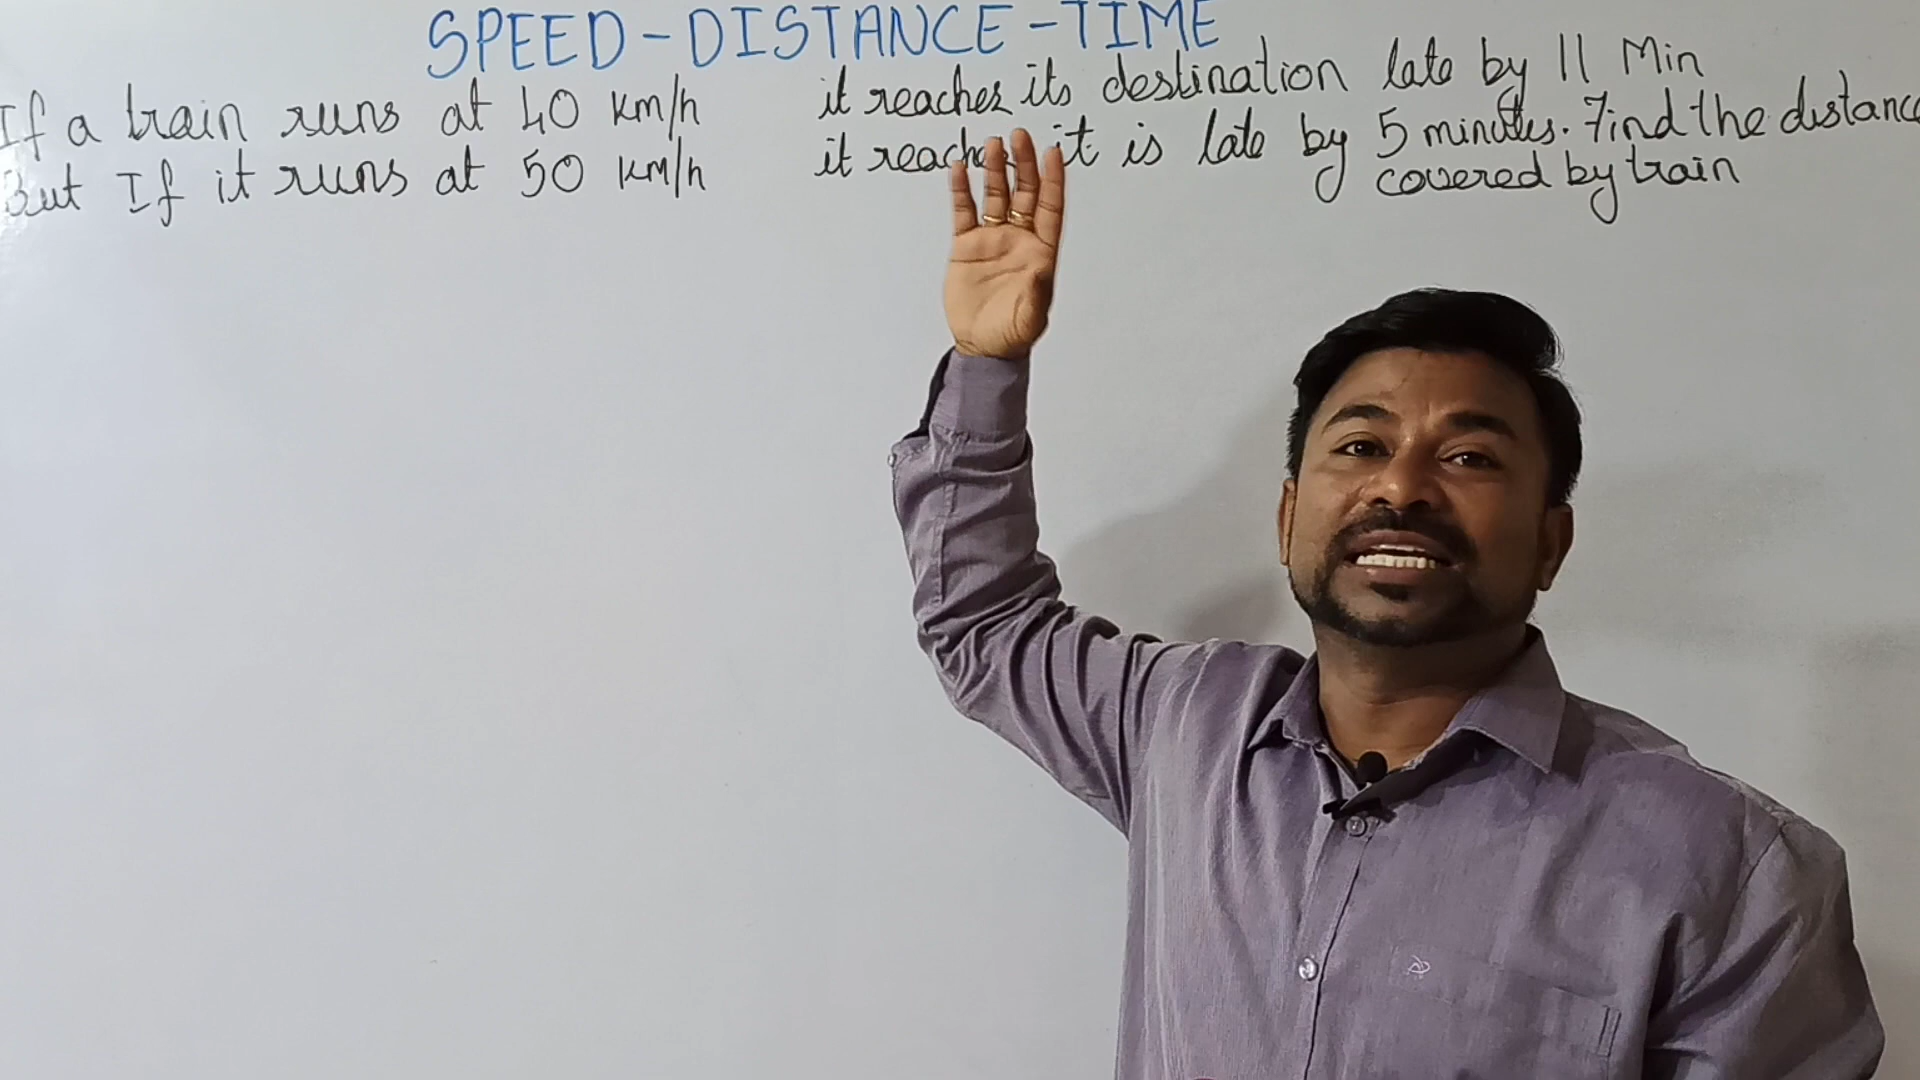 SPEED-DISTANCE-TIME
If a train runs at 40 km/h it reaches its destination late by 11 Min
But If it runs at 50 km/h it reaches it is late by 5 minutes. Find the distance
covered by train